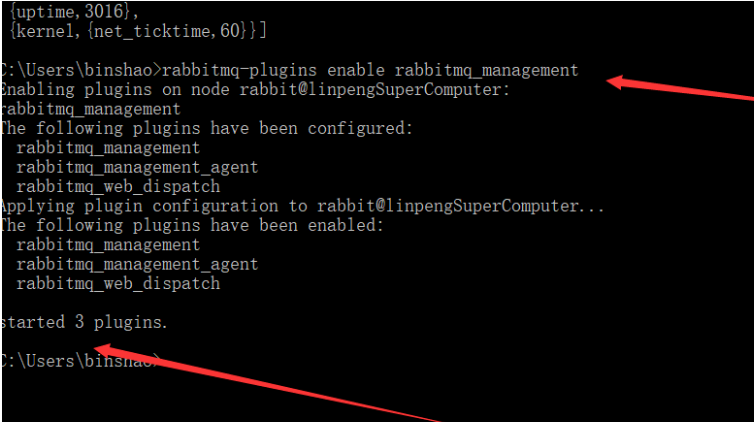 {uptime,3016},
{kernel,{net_ticktime,60}}]
C:\Users\binshao>rabbitmq-plugins enable rabbitmq_management
Enabling plugins on node rabbit@linpengSuperComputer:
rabbitmq_management
The following plugins have been configured:
rabbitmq_management
rabbitmq_management_agent
rabbitmq_web_dispatch
Applying plugin configuration to rabbit@linpengSuperComputer...
The following plugins have been enabled:
rabbitmq_management
rabbitmq_management_agent
rabbitmq_web_dispatch
started 3 plugins.
C:\Users\binshao>